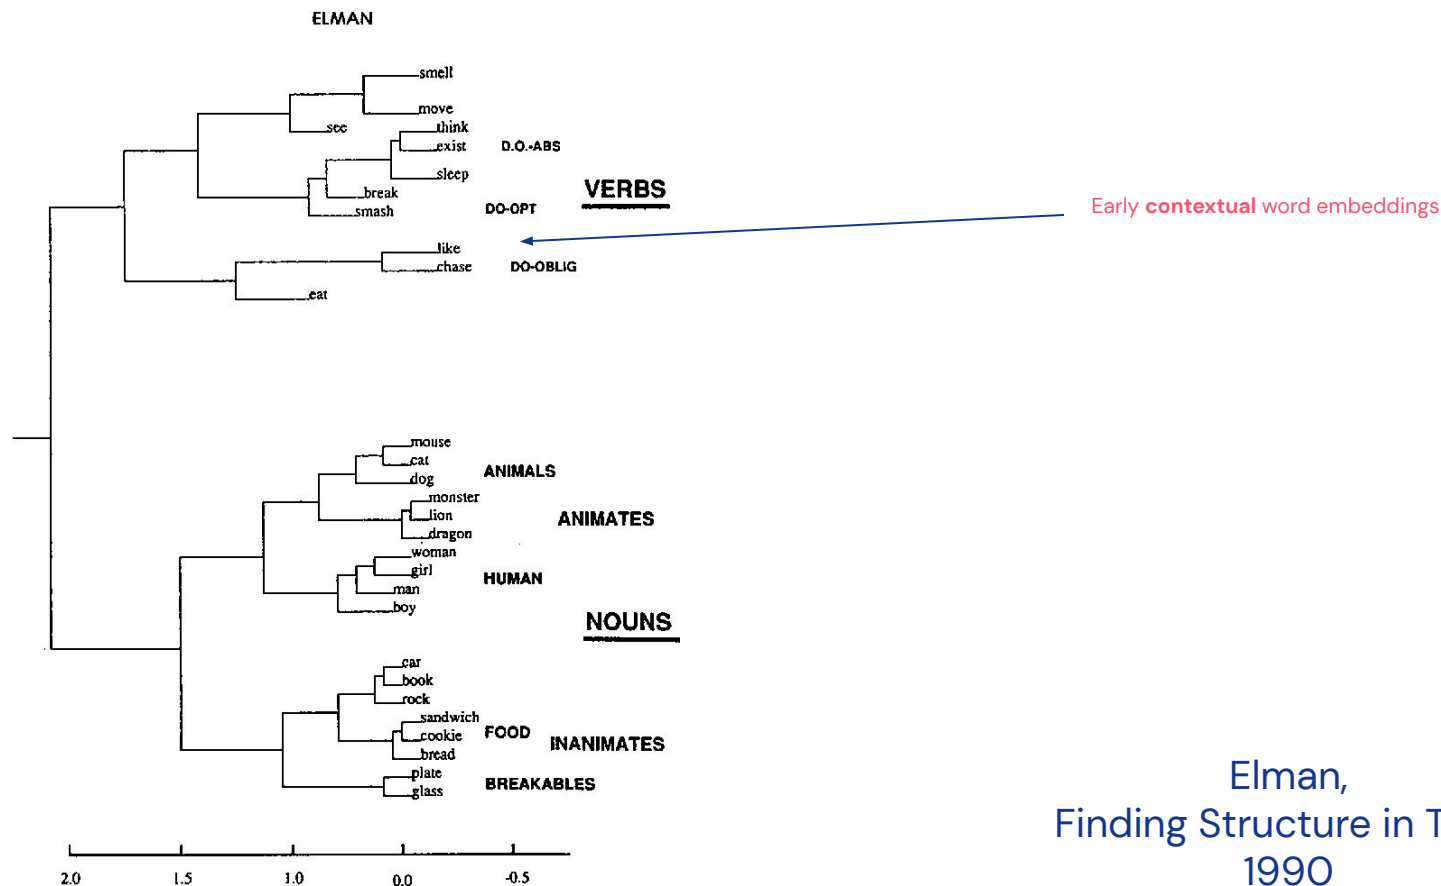 ELMAN
smell
move
see
think
exist
D.O.-ABS
sleep
VERBS
break
smash
DO-OPT
Early contextual word embeddings
like
chase
DO-OBLIG
eat
mouse
cat
ANIMALS
dog
monster
lion
ANIMATES
dragon
woman
girl
HUMAN
man
boy
NOUNS
car
book
rock
sandwich
cookie
FOOD
INANIMATES
bread
plate
BREAKABLES
glass
Elman,
Finding Structure in T
1990
2.0 1.5 1.0 0.0 -0.5